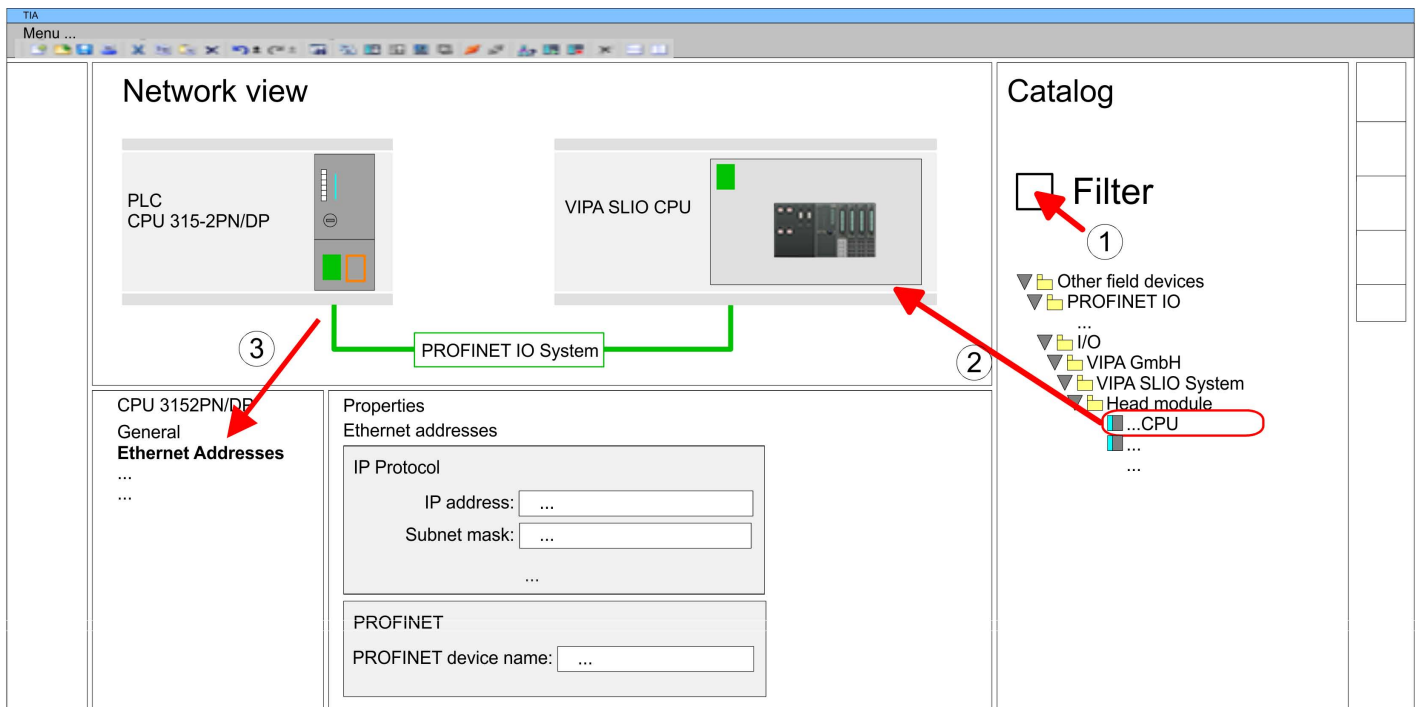 TIA
Menu ...
Network view
PLC
CPU 315-2PN/DP
VIPA SLIO CPU
PROFINET IO System
3
2
Catalog
Filter
1
Other field devices
PROFINET IO
...
I/O
VIPA GmbH
VIPA SLIO System
Head module
...CPU
...
...
CPU 3152PN/DP
General
Ethernet Addresses
...
...
Properties
Ethernet addresses
IP Protocol
IP address: ...
Subnet mask: ...
...
PROFINET
PROFINET device name: ...